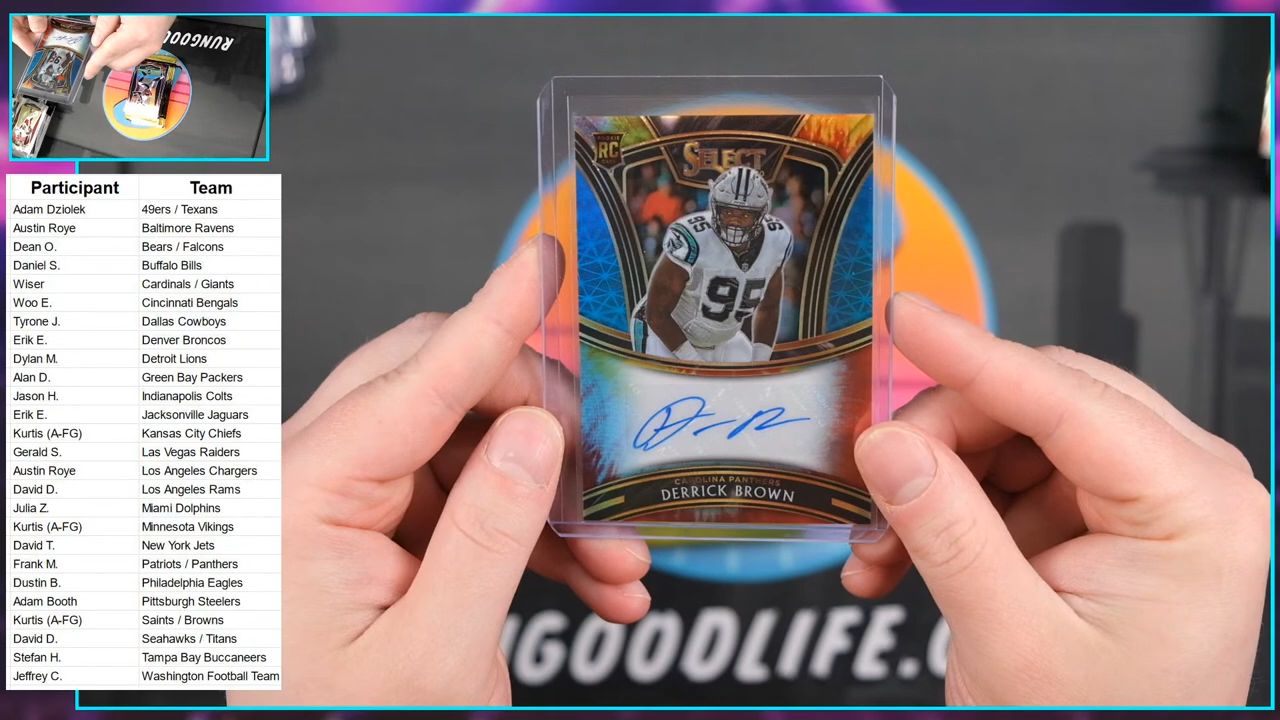 RUNGOODLIFE
Participant Team
Adam Dziolek 49ers / Texans
Austin Roye Baltimore Ravens
Dean O. Bears / Falcons
Daniel S. Buffalo Bills
Wiser Cardinals / Giants
Woo E. Cincinnati Bengals
Tyrone J. Dallas Cowboys
Erik E. Denver Broncos
Dylan M. Detroit Lions
Alan D. Green Bay Packers
Jason H. Indianapolis Colts
Erik E. Jacksonville Jaguars
Kurtis (A-FG) Kansas City Chiefs
Gerald S. Las Vegas Raiders
Austin Roye Los Angeles Chargers
David D. Los Angeles Rams
Julia Z. Miami Dolphins
Kurtis (A-FG) Minnesota Vikings
David T. New York Jets
Frank M. Patriots / Panthers
Dustin B. Philadelphia Eagles
Adam Booth Pittsburgh Steelers
Kurtis (A-FG) Saints / Browns
David D. Seahawks / Titans
Stefan H. Tampa Bay Buccaneers
Jeffrey C. Washington Football Team
ROOKIE
RC
SELECT
95 95
95
CAROLINA PANTHERS
DERRICK BROWN
NGOODLIFE.